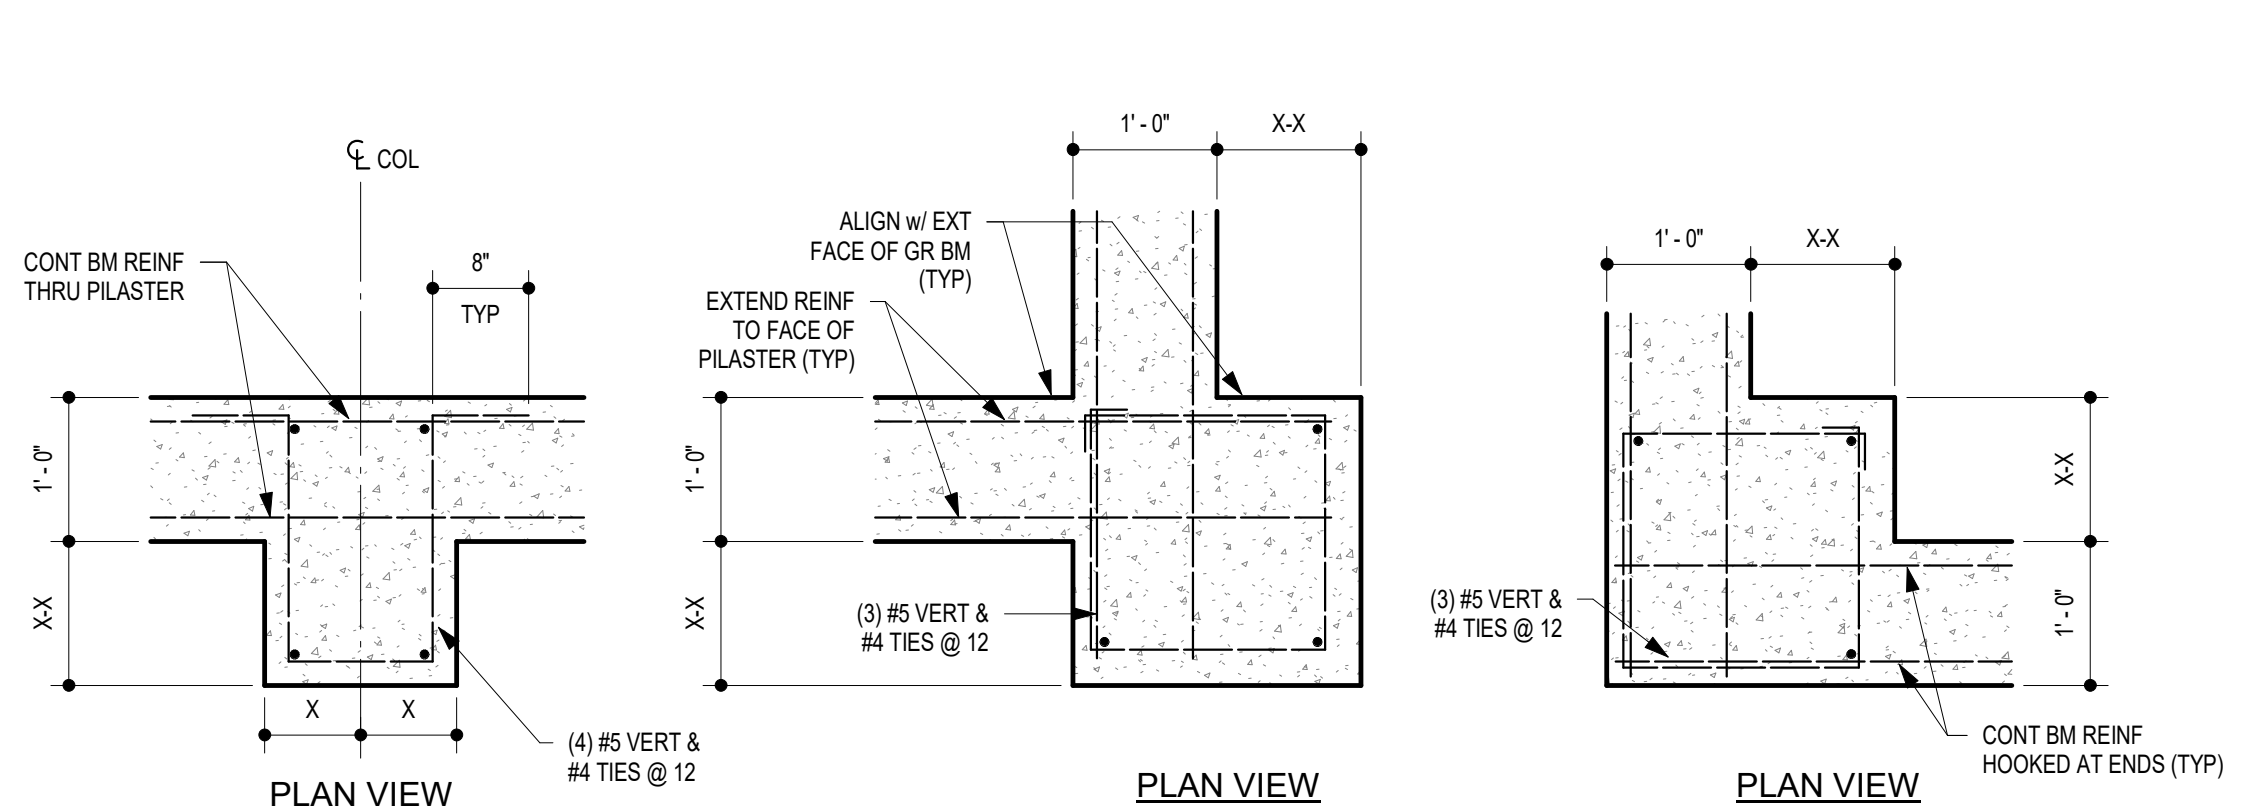 ℄ COL
CONT BM REINF
THRU PILASTER
8"
TYP
1' - 0"
X-X
X
X
(4) #5 VERT &
#4 TIES @ 12
PLAN VIEW
1' - 0"
X-X
ALIGN w/ EXT
FACE OF GR BM
(TYP)
EXTEND REINF
TO FACE OF
PILASTER (TYP)
1' - 0"
X-X
(3) #5 VERT &
#4 TIES @ 12
PLAN VIEW
1' - 0"
X-X
X-X
1' - 0"
(3) #5 VERT &
#4 TIES @ 12
CONT BM REINF
HOOKED AT ENDS (TYP)
PLAN VIEW